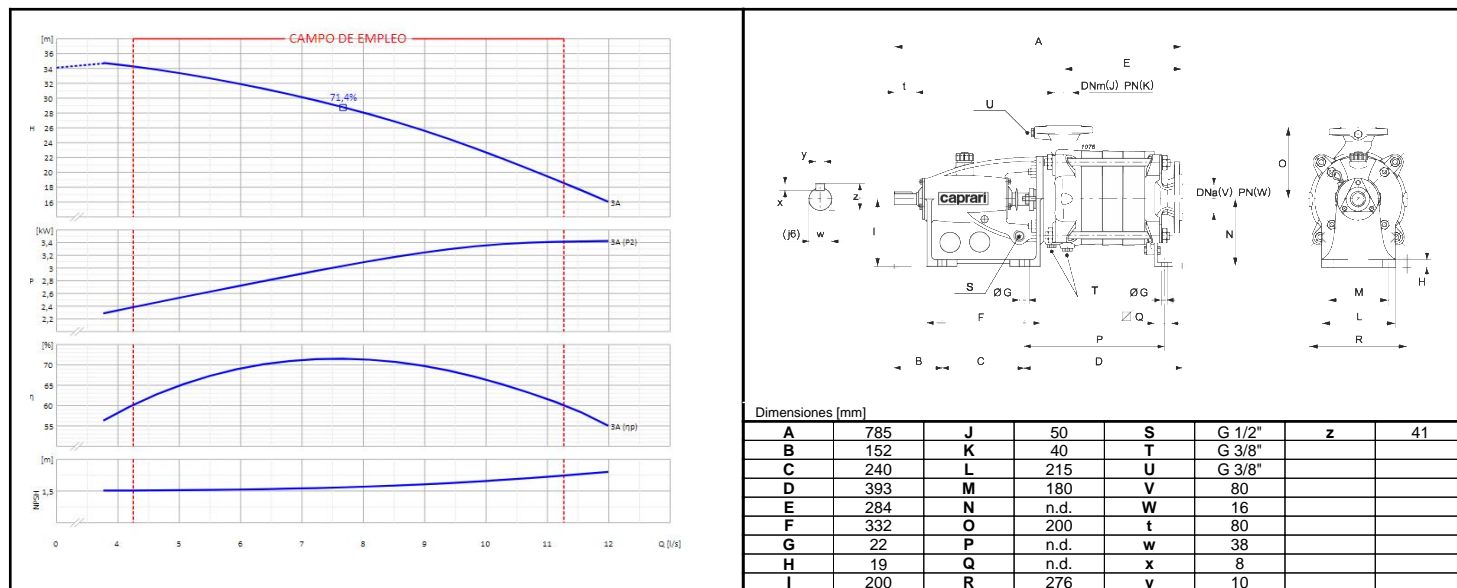 CAMPO DE EMPLEO
[m]
36
34
32
30
28
26
24
22
20
18
16
H
71,4%
3A
[kW]
3,4
3,2
3
2,8
2,6
2,4
2,2
P
3A (P2)
[%]
70
65
60
55
η
3A (ηp)
[m]
1,5
NPSH
0 4 5 6 7 8 9 10 11 12 Q [l/s]
A
E
t
DNm(J) PN(K)
U
1076
y
x
z
(j6)
w
caprari
I
O
DNa(V) PN(W)
N
S
Ø G
T
Ø G
Q
F
P
B
C
D
H
M
L
R
Dimensiones [mm]
A 785 J 50 S G 1/2" z 41
B 152 K 40 T G 3/8"
C 240 L 215 U G 3/8"
D 393 M 180 V 80
E 284 N n.d. W 16
F 332 O 200 t 80
G 22 P n.d. w 38
H 19 Q n.d. x 8
I 200 R 276 y 10